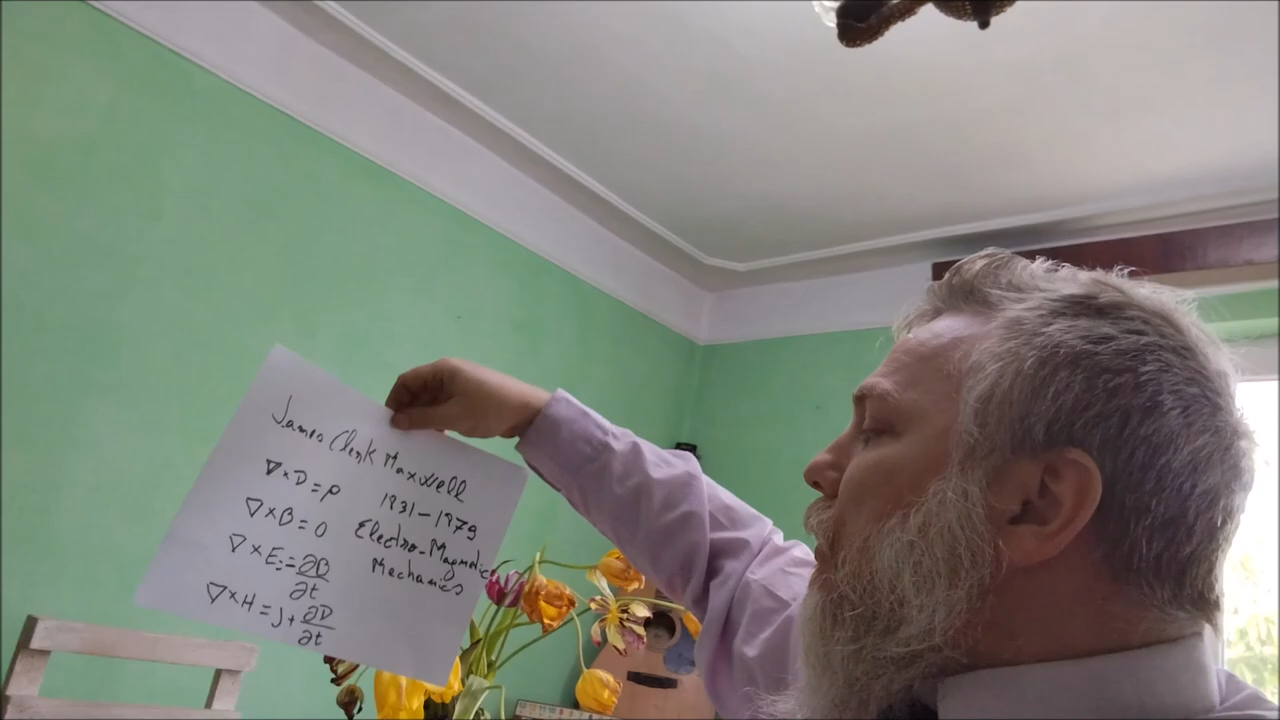 James Clerk Maxwell
∇×D=ρ
1931-1979
∇×B=0
Electro-Magnetic
Mechanics
∇×E=-∂B/∂t
∇×H=J+∂D/∂t